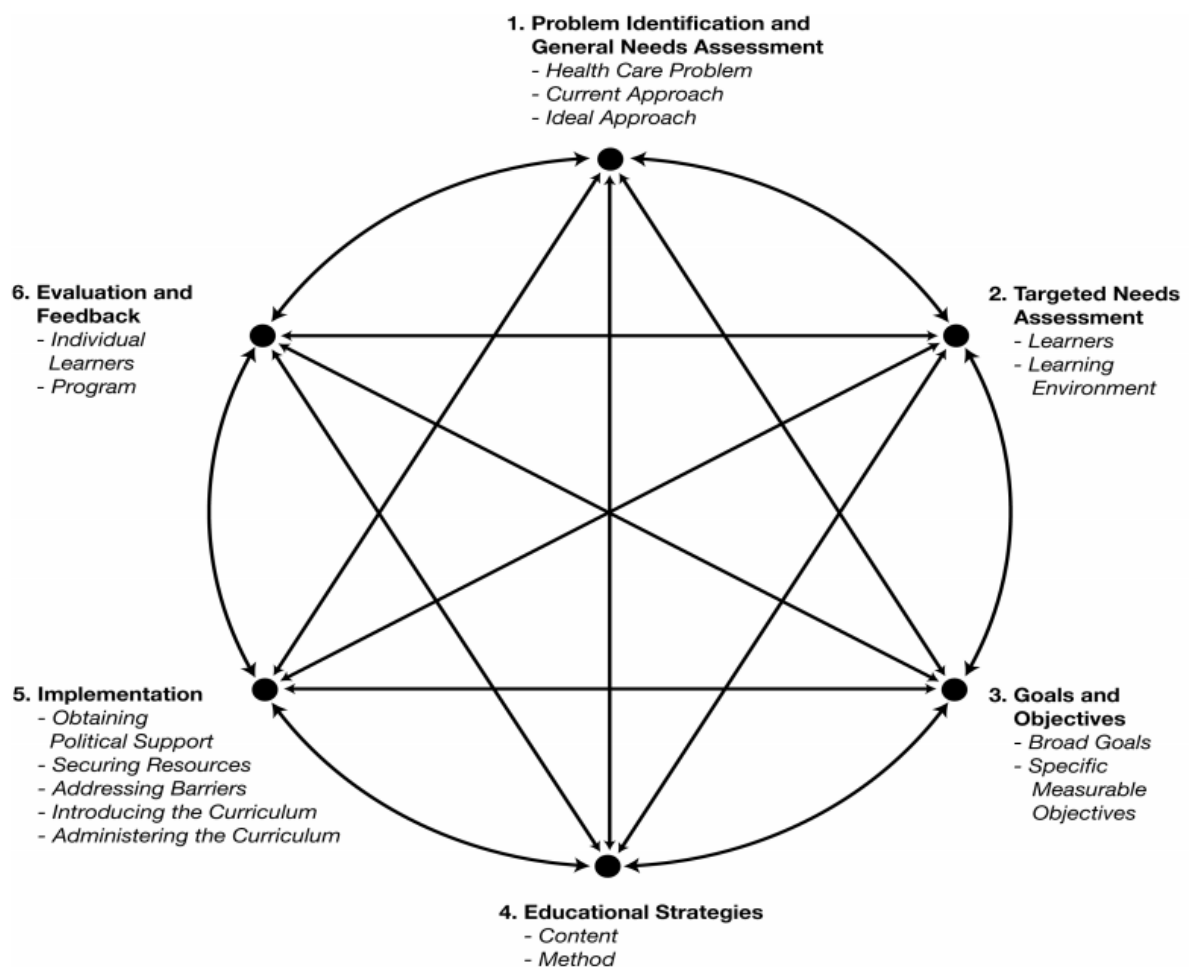 1. Problem Identification and
General Needs Assessment
- Health Care Problem
- Current Approach
- Ideal Approach
2. Targeted Needs
Assessment
- Learners
- Learning
Environment
3. Goals and
Objectives
- Broad Goals
- Specific
Measurable
Objectives
4. Educational Strategies
- Content
- Method
5. Implementation
- Obtaining
Political Support
- Securing Resources
- Addressing Barriers
- Introducing the Curriculum
- Administering the Curriculum
6. Evaluation and
Feedback
- Individual
Learners
- Program